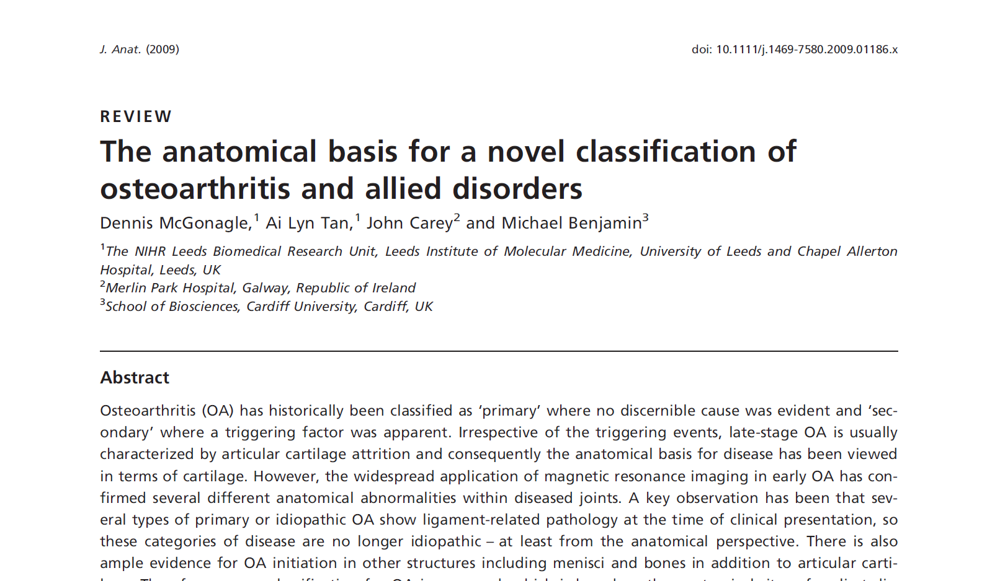 J. Anat. (2009)
doi: 10.1111/j.1469-7580.2009.01186.x
REVIEW
The anatomical basis for a novel classification of
osteoarthritis and allied disorders
Dennis McGonagle,¹ Ai Lyn Tan,¹ John Carey² and Michael Benjamin³
¹The NIHR Leeds Biomedical Research Unit, Leeds Institute of Molecular Medicine, University of Leeds and Chapel Allerton
Hospital, Leeds, UK
²Merlin Park Hospital, Galway, Republic of Ireland
³School of Biosciences, Cardiff University, Cardiff, UK
Abstract
Osteoarthritis (OA) has historically been classified as ‘primary’ where no discernible cause was evident and ‘sec-
ondary’ where a triggering factor was apparent. Irrespective of the triggering events, late-stage OA is usually
characterized by articular cartilage attrition and consequently the anatomical basis for disease has been viewed
in terms of cartilage. However, the widespread application of magnetic resonance imaging in early OA has con-
firmed several different anatomical abnormalities within diseased joints. A key observation has been that sev-
eral types of primary or idiopathic OA show ligament-related pathology at the time of clinical presentation, so
these categories of disease are no longer idiopathic – at least from the anatomical perspective. There is also
ample evidence for OA initiation in other structures including menisci and bones in addition to articular carti-